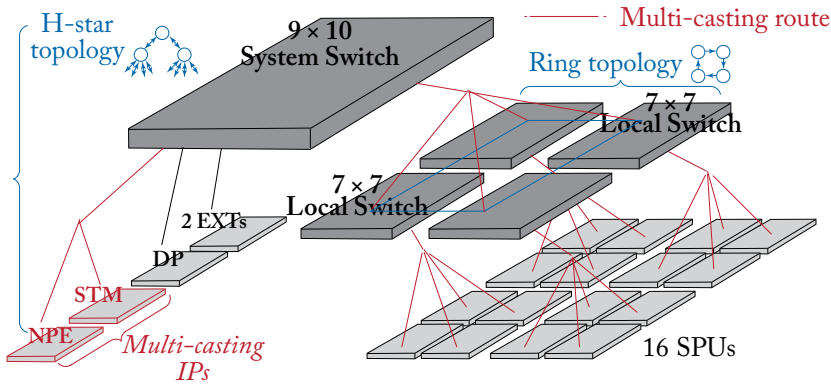 H-star
topology
9 × 10
System Switch
Multi-casting route
Ring topology
7 × 7
Local Switch
7 × 7
Local Switch
2 EXTs
DP
STM
NPE
Multi-casting
IPs
16 SPUs